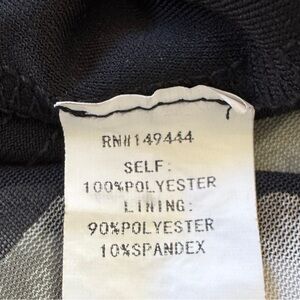 RN#149444
SELF:
100%POLYESTER
LINING:
90%POLYESTER
10%SPANDEX